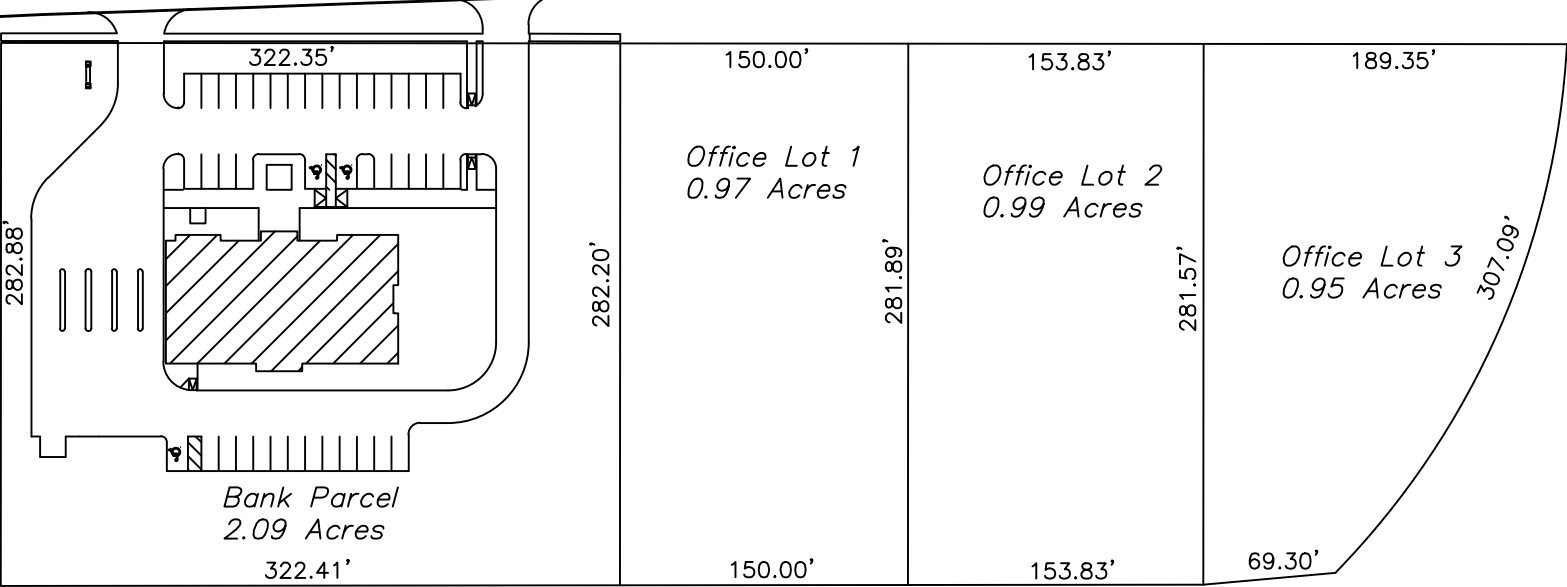 322.35'
150.00'
153.83'
189.35'
Office Lot 1
0.97 Acres
Office Lot 2
0.99 Acres
Office Lot 3
0.95 Acres
282.88'
282.20'
281.89'
281.57'
307.09'
Bank Parcel
2.09 Acres
322.41'
150.00'
153.83'
69.30'